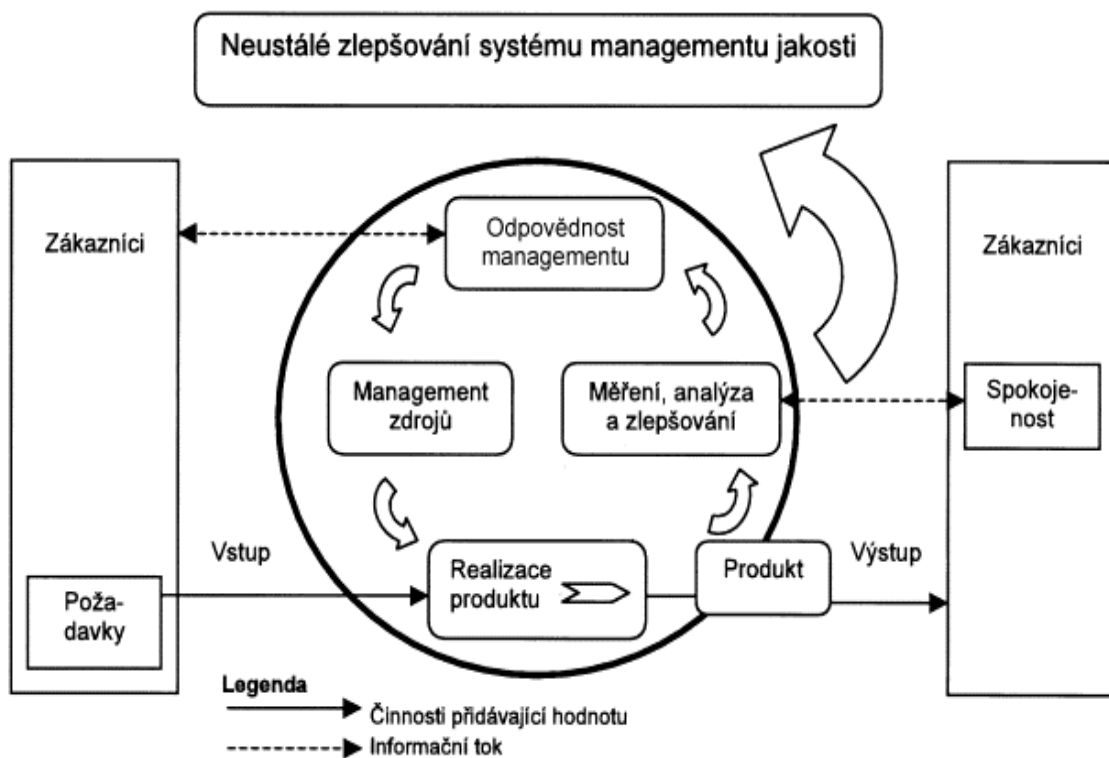 Neustálé zlepšování systému managementu jakosti
Zákazníci
Odpovědnost
managementu
Zákazníci
Management
zdrojů
Měření, analýza
a zlepšování
Spokoje-
nost
Vstup
Realizace
produktu
Produkt
Výstup
Poža-
davky
Legenda
Činnosti přidávající hodnotu
Informační tok